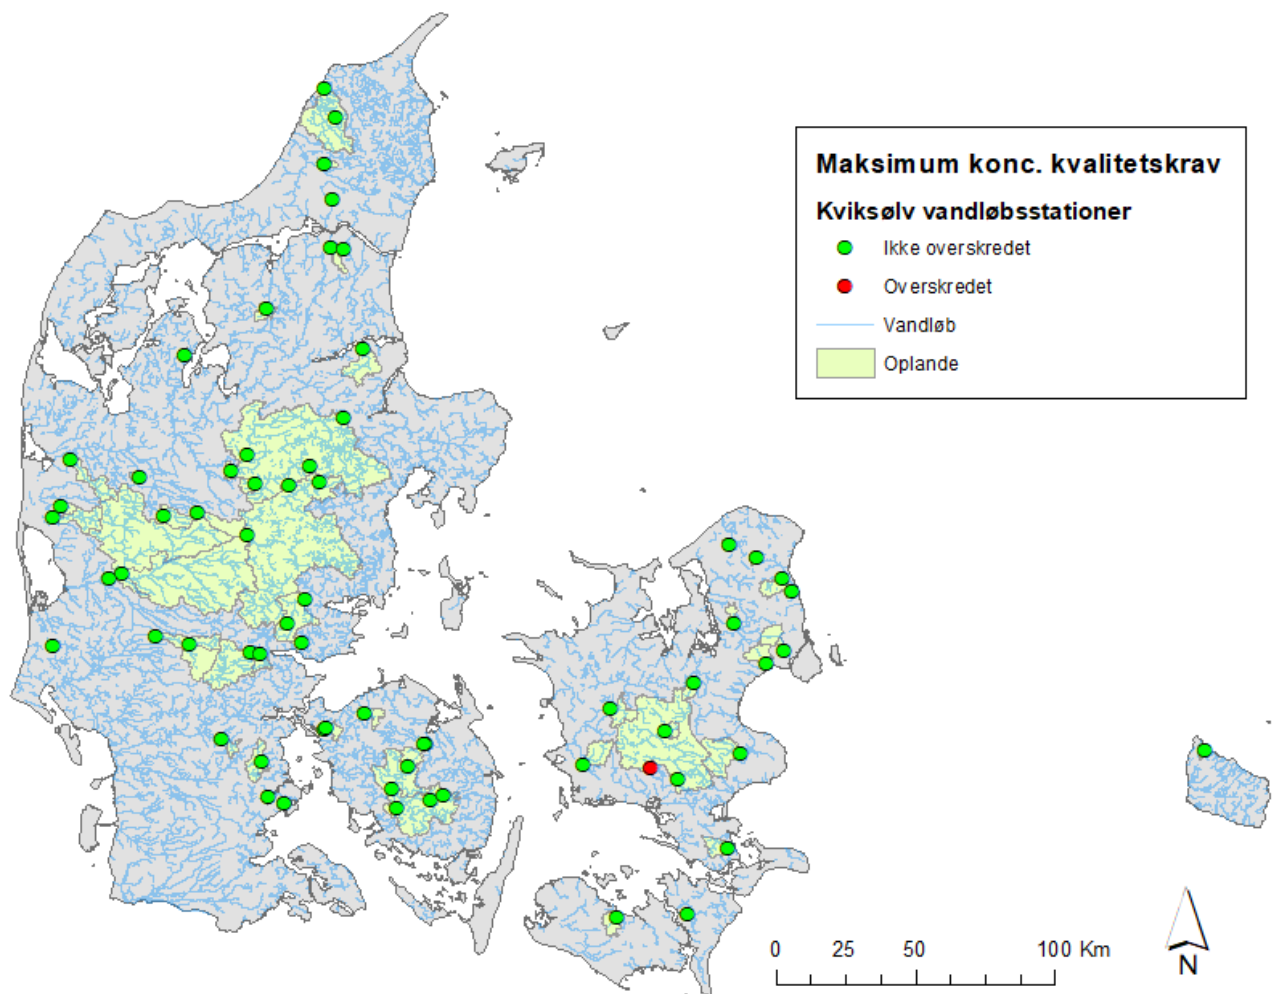 Maksimum konc. kvalitetskrav
Kviksølv vandløbsstationer
Ikke overskredet
Overskredet
Vandløb
Oplande
0 25 50 100 Km
N